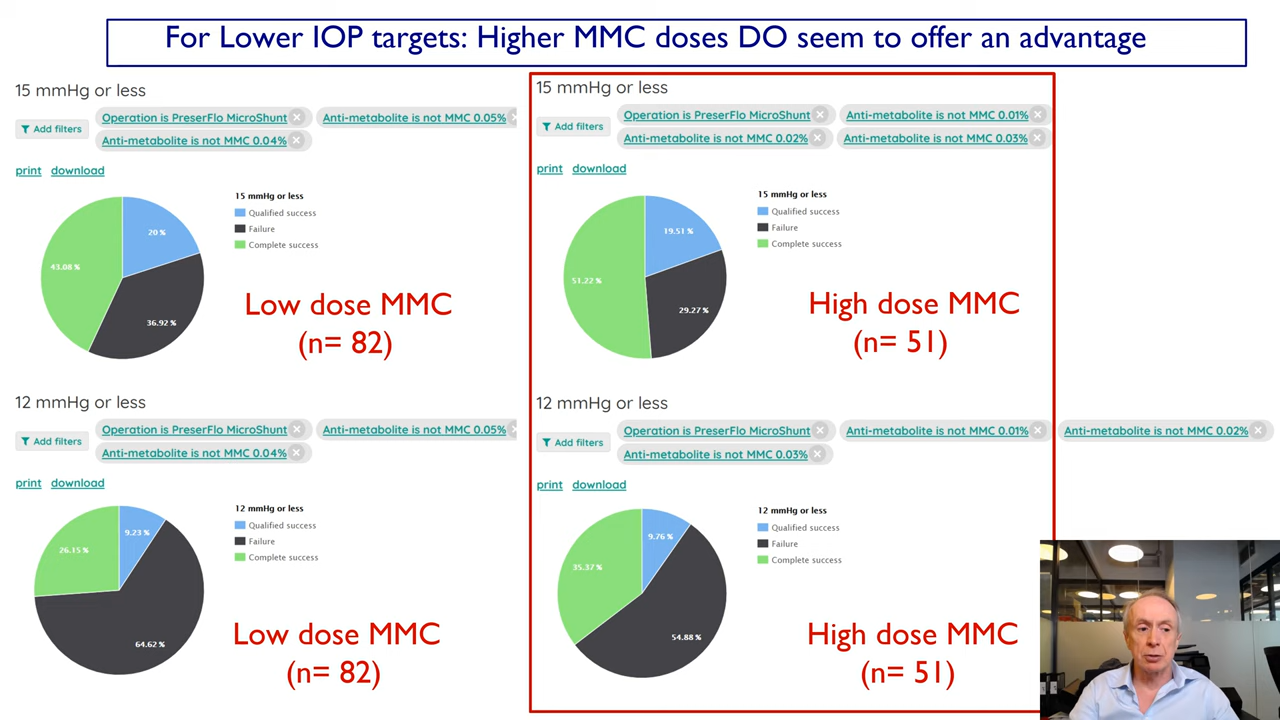 For Lower IOP targets: Higher MMC doses DO seem to offer an advantage
15 mmHg or less
Add filters
Operation is PreserFlo MicroShunt
Anti-metabolite is not MMC 0.05%
Anti-metabolite is not MMC 0.04%
print download
15 mmHg or less
Qualified success
Failure
Complete success
20 %
43.08 %
36.92 %
Low dose MMC
(n= 82)
15 mmHg or less
Add filters
Operation is PreserFlo MicroShunt
Anti-metabolite is not MMC 0.01%
Anti-metabolite is not MMC 0.02%
Anti-metabolite is not MMC 0.03%
print download
15 mmHg or less
Qualified success
Failure
Complete success
19.51 %
51.22 %
29.27 %
High dose MMC
(n= 51)
12 mmHg or less
Add filters
Operation is PreserFlo MicroShunt
Anti-metabolite is not MMC 0.05%
Anti-metabolite is not MMC 0.04%
print download
12 mmHg or less
Qualified success
Failure
Complete success
9.23 %
26.15 %
64.62 %
Low dose MMC
(n= 82)
12 mmHg or less
Add filters
Operation is PreserFlo MicroShunt
Anti-metabolite is not MMC 0.01%
Anti-metabolite is not MMC 0.02%
Anti-metabolite is not MMC 0.03%
print download
12 mmHg or less
Qualified success
Failure
Complete success
9.76 %
35.37 %
54.88 %
High dose MMC
(n= 51)